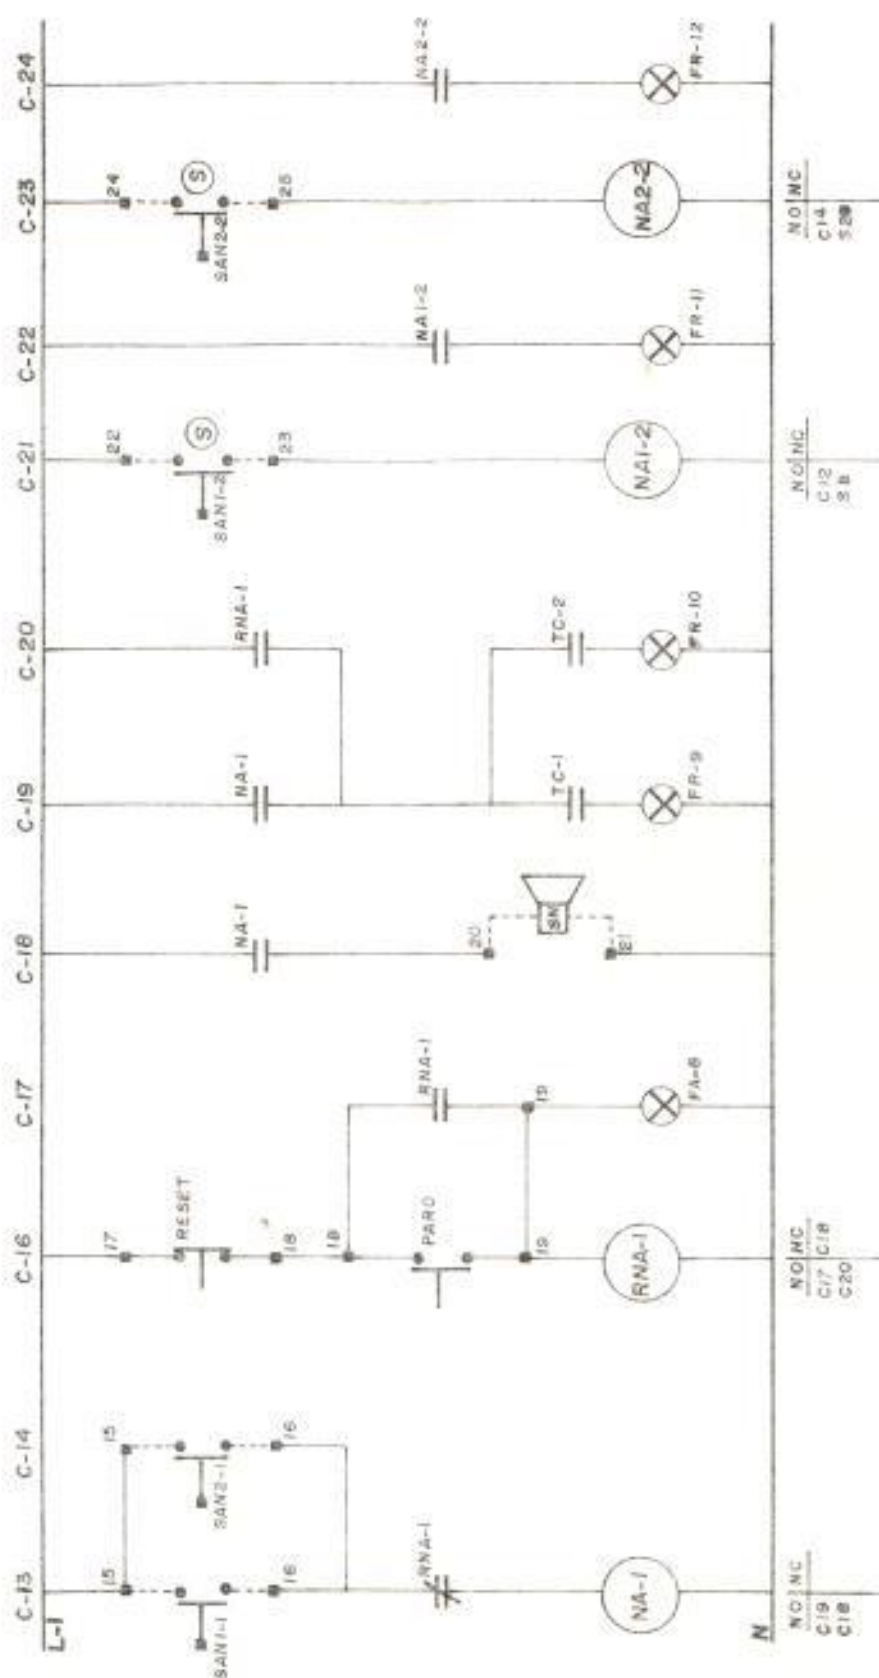 L-1
C-13
C-14
C-16
C-17
C-18
C-19
C-20
C-21
C-22
C-23
C-24
15
15
17
22
24
SAN1-1
SAN2-1
RESET
NA-1
NA-1
RNA-1
SAN1-2
S
SAN2-2
S
16
16
18
23
25
18
RNA-1
PARO
RNA-1
NA1-2
NA2-2
20
SN
21
19
19
TC-1
TC-2
NA-1
RNA-1
FR-9
FR-10
NA1-2
FR-11
NA2-2
FR-12
N
NO NC
C19
C18
NO NC
C17 C18
C20
NO NC
C12
NO NC
C14